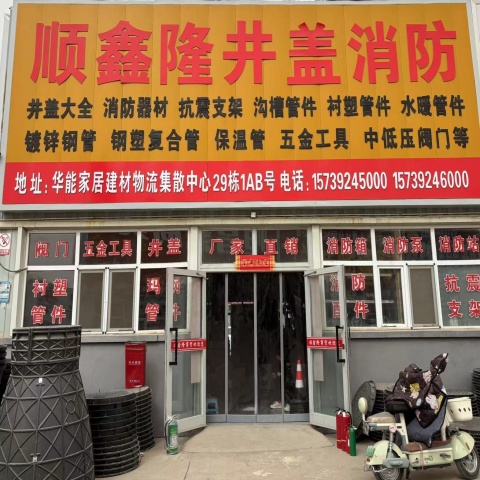 顺鑫隆井盖消防
井盖大全 消防器材 抗震支架 沟槽管件 衬塑管件 水暖管件
镀锌钢管 钢塑复合管 保温管 五金工具 中低压阀门等
地址:华能家居建材物流集散中心29栋1AB号 电话:15739245000 15739246000
阀门 五金工具 井盖 厂家直销 消防箱 消防泵 消防站
衬塑
管件
管件
消防
抗震
支架